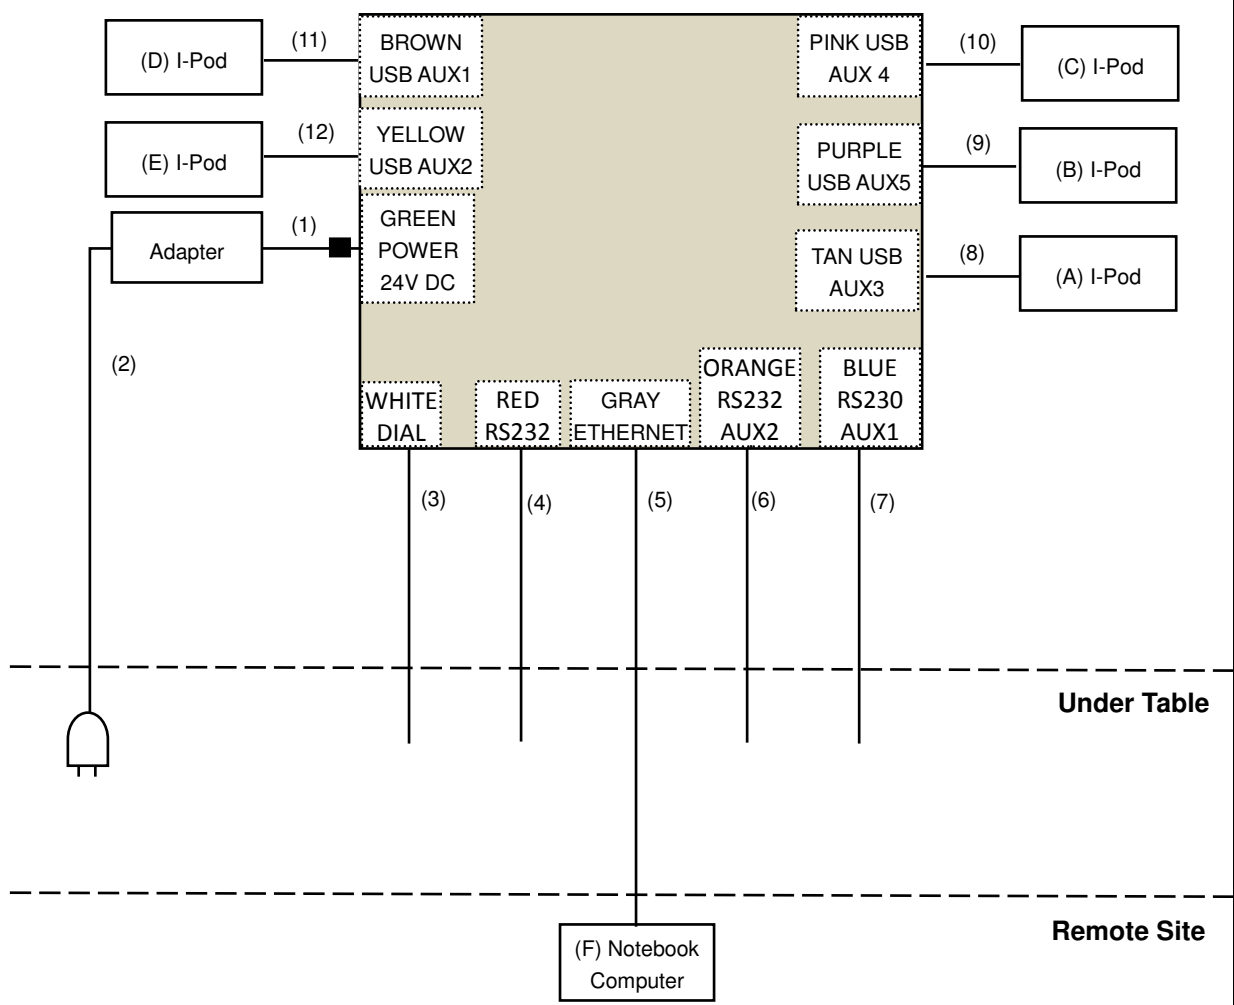 (D) I-Pod
(11)
BROWN
USB AUX1
PINK USB
AUX 4
(10)
(C) I-Pod
(E) I-Pod
(12)
YELLOW
USB AUX2
PURPLE
USB AUX5
(9)
(B) I-Pod
Adapter
(1)
GREEN
POWER
24V DC
TAN USB
AUX3
(8)
(A) I-Pod
(2)
WHITE
DIAL
RED
RS232
GRAY
ETHERNET
ORANGE
RS232
AUX2
BLUE
RS230
AUX1
(3)
(4)
(5)
(6)
(7)
Under Table
Remote Site
(F) Notebook
Computer